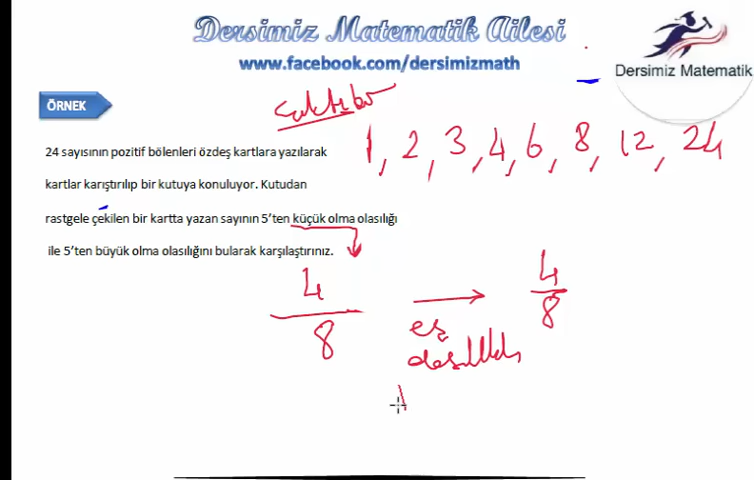 Dersimiz Matematik Ailesi
www.facebook.com/dersimizmath
Dersimiz Matematik
ÖRNEK
24 sayısının pozitif bölenleri özdeş kartlara yazılarak
kartlar karıştırılıp bir kutuya konuluyor. Kutudan
rastgele çekilen bir kartta yazan sayının 5'ten küçük olma olasılığı
ile 5'ten büyük olma olasılığını bularak karşılaştırınız.
1, 2, 3, 4, 6, 8, 12, 24
4
8
eş
olasılıklı
4
8